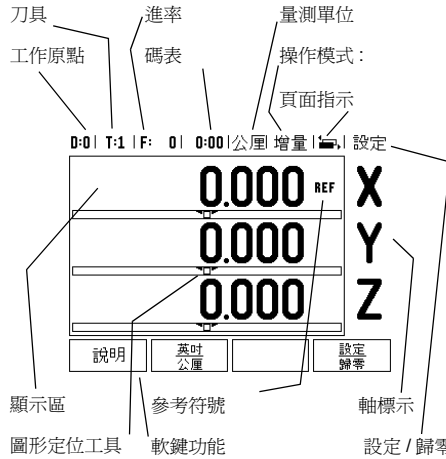 刀具 進率 量測單位
工作原點 碼表 操作模式 :
頁面指示
D:0 | T:1 | F: 0 | 0:00 | 公厘 | 增量 | 設定
0.000 REF X
0.000 Y
0.000 Z
說明 英吋 公厘 設定 歸零
顯示區 參考符號 軸標示
圖形定位工具 軟鍵功能 設定 / 歸零